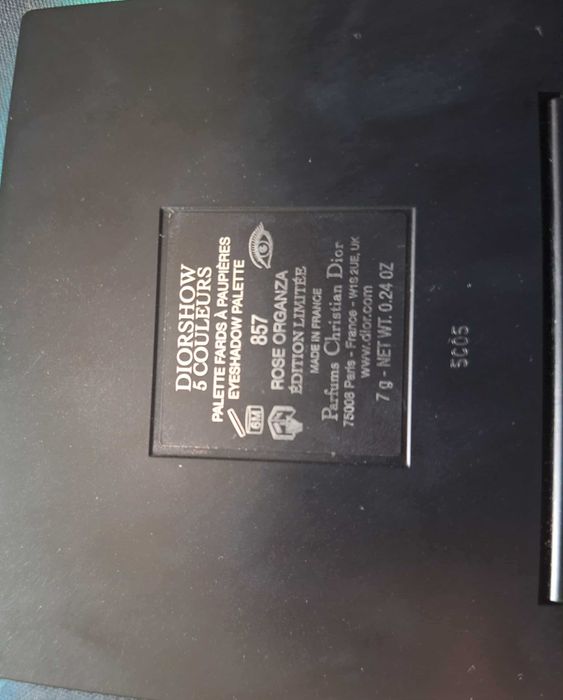 DIORSHOW
5 COULEURS
PALETTE FARDS À PAUPIÈRES
EYESHADOW PALETTE
6M
857
ROSE ORGANZA
ÉDITION LIMITÉE
MADE IN FRANCE
Parfums Christian Dior
75008 Paris - France - W1S 2UE, UK
www.dior.com
7 g - NET WT. 0.24 OZ
5005